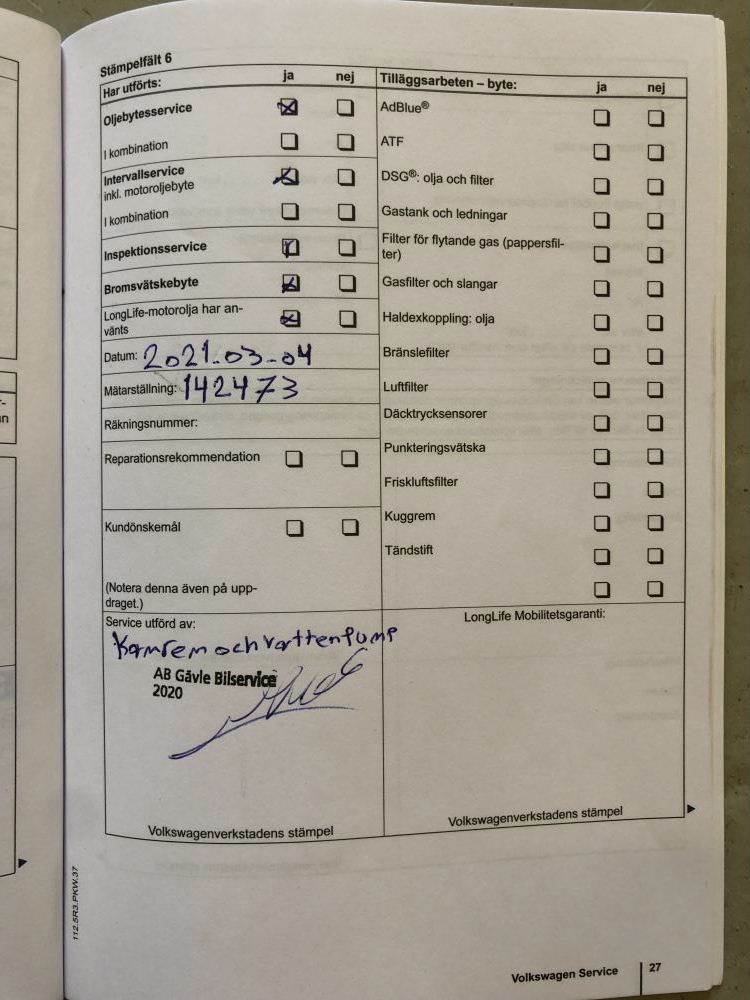 Stämpelfält 6
Har utförts: ja nej
Oljebytesservice
I kombination
Intervallservice
inkl. motoroljebyte
I kombination
Inspektionsservice
Bromsvätskebyte
LongLife-motorolja har an-
vänts
Datum: 2021-03-04
Mätarställning: 142473
Räkningsnummer:
Reparationsrekommendation
Kundönskemål
(Notera denna även på upp-
draget.)
Tilläggsarbeten – byte: ja nej
AdBlue®
ATF
DSG®: olja och filter
Gastank och ledningar
Filter för flytande gas (pappersfil-
ter)
Gasfilter och slangar
Haldexkoppling: olja
Bränslefilter
Luftfilter
Däcktrycksensorer
Punkteringsvätska
Friskluftsfilter
Kuggrem
Tändstift
Service utförd av:
Kamrem och vattenpump
AB Gävle Bilservice
2020
Volkswagenverkstadens stämpel
LongLife Mobilitetsgaranti:
Volkswagenverkstadens stämpel
112.5R3.PKW.37
Volkswagen Service 27